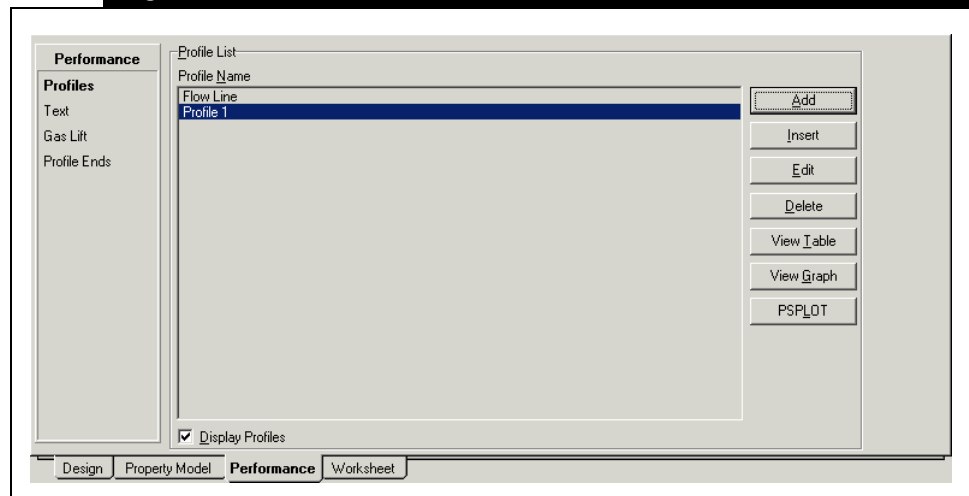 Performance
Profiles
Text
Gas Lift
Profile Ends
Profile List
Profile Name
Flow Line
Profile 1
Add
Insert
Edit
Delete
View Table
View Graph
PSPLOT
Display Profiles
Design Property Model Performance Worksheet